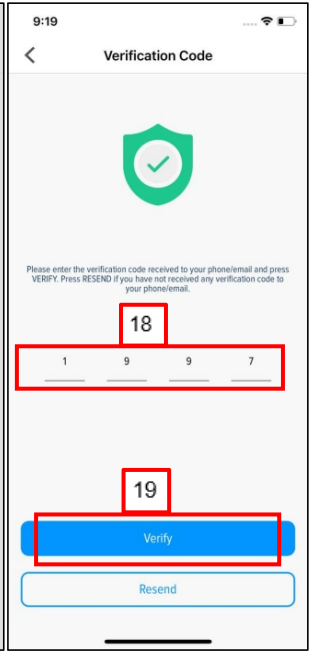 9:19
Verification Code
Please enter the verification code received to your phone/email and press
VERIFY. Press RESEND if you have not received any verification code to
your phone/email.
18
1 9 9 7
19
Verify
Resend